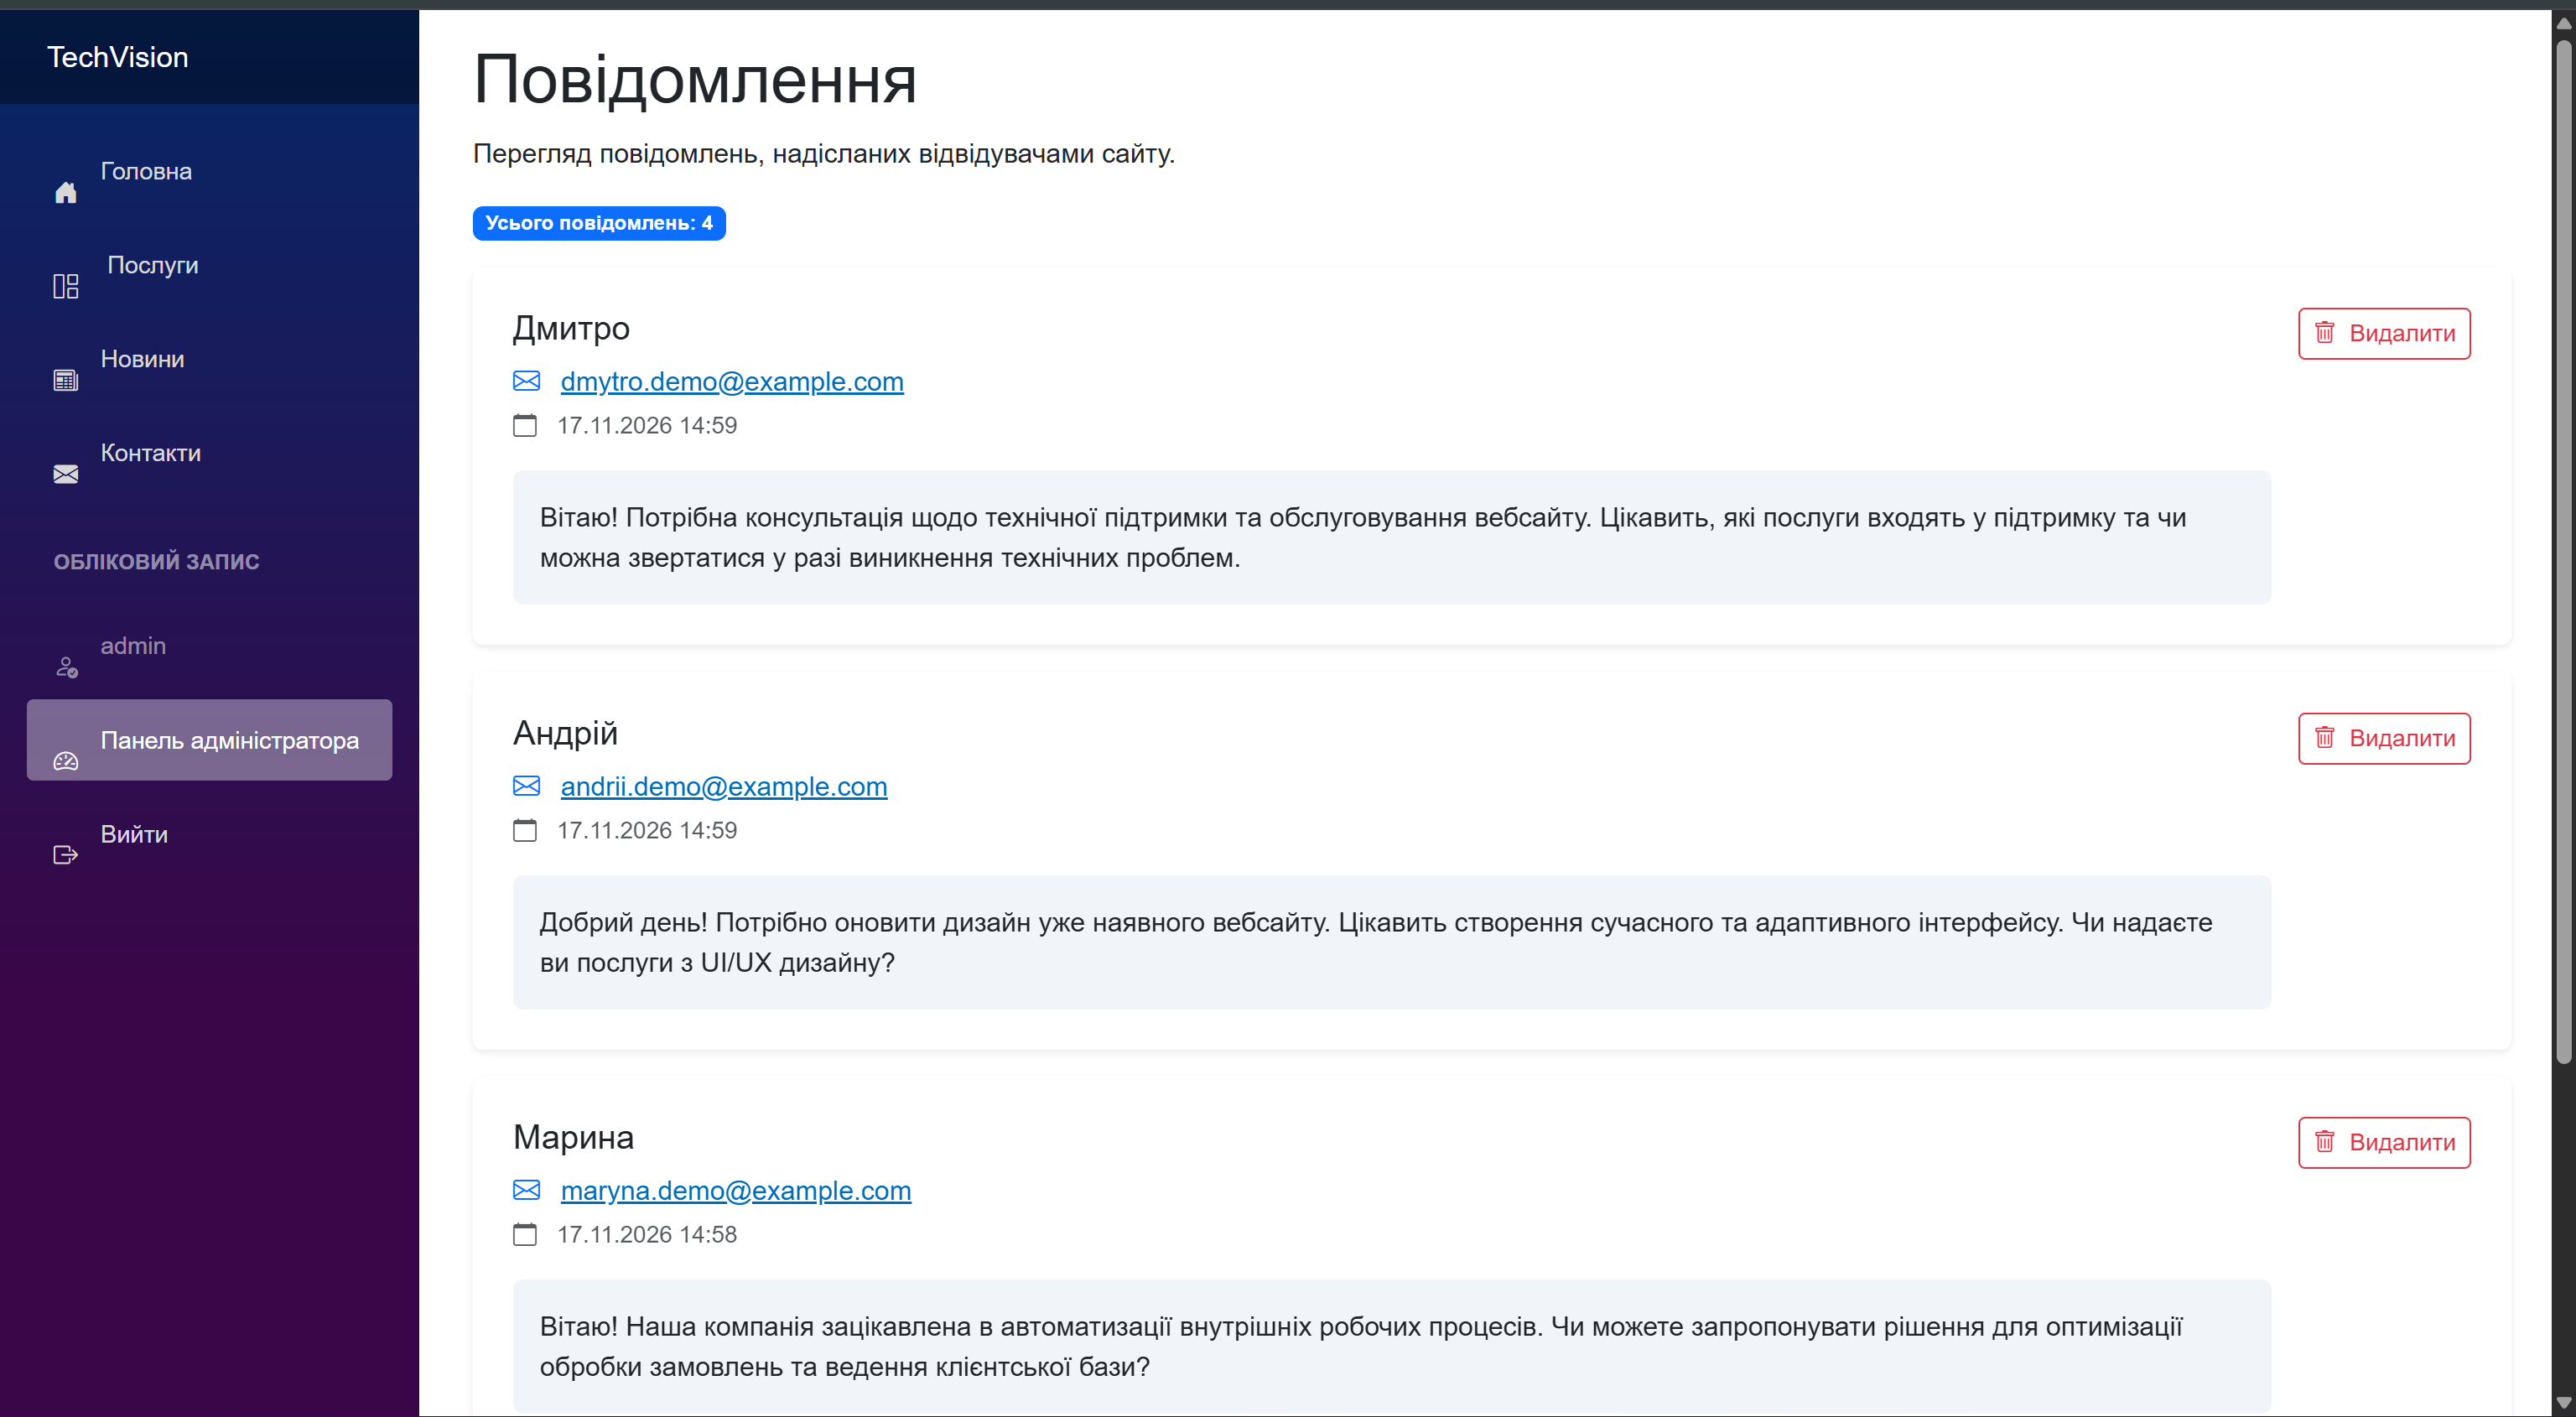 TechVision
Головна
Послуги
Новини
Контакти
ОБЛІКОВИЙ ЗАПИС
admin
Панель адміністратора
Вийти
Повідомлення
Перегляд повідомлень, надісланих відвідувачами сайту.
Усього повідомлень: 4
Дмитро
Видалити
dmytro.demo@example.com
17.11.2026 14:59
Вітаю! Потрібна консультація щодо технічної підтримки та обслуговування вебсайту. Цікавить, які послуги входять у підтримку та чи
можна звертатися у разі виникнення технічних проблем.
Андрій
Видалити
andrii.demo@example.com
17.11.2026 14:59
Добрий день! Потрібно оновити дизайн уже наявного вебсайту. Цікавить створення сучасного та адаптивного інтерфейсу. Чи надаєте
ви послуги з UI/UX дизайну?
Марина
Видалити
maryna.demo@example.com
17.11.2026 14:58
Вітаю! Наша компанія зацікавлена в автоматизації внутрішніх робочих процесів. Чи можете запропонувати рішення для оптимізації
обробки замовлень та ведення клієнтської бази?